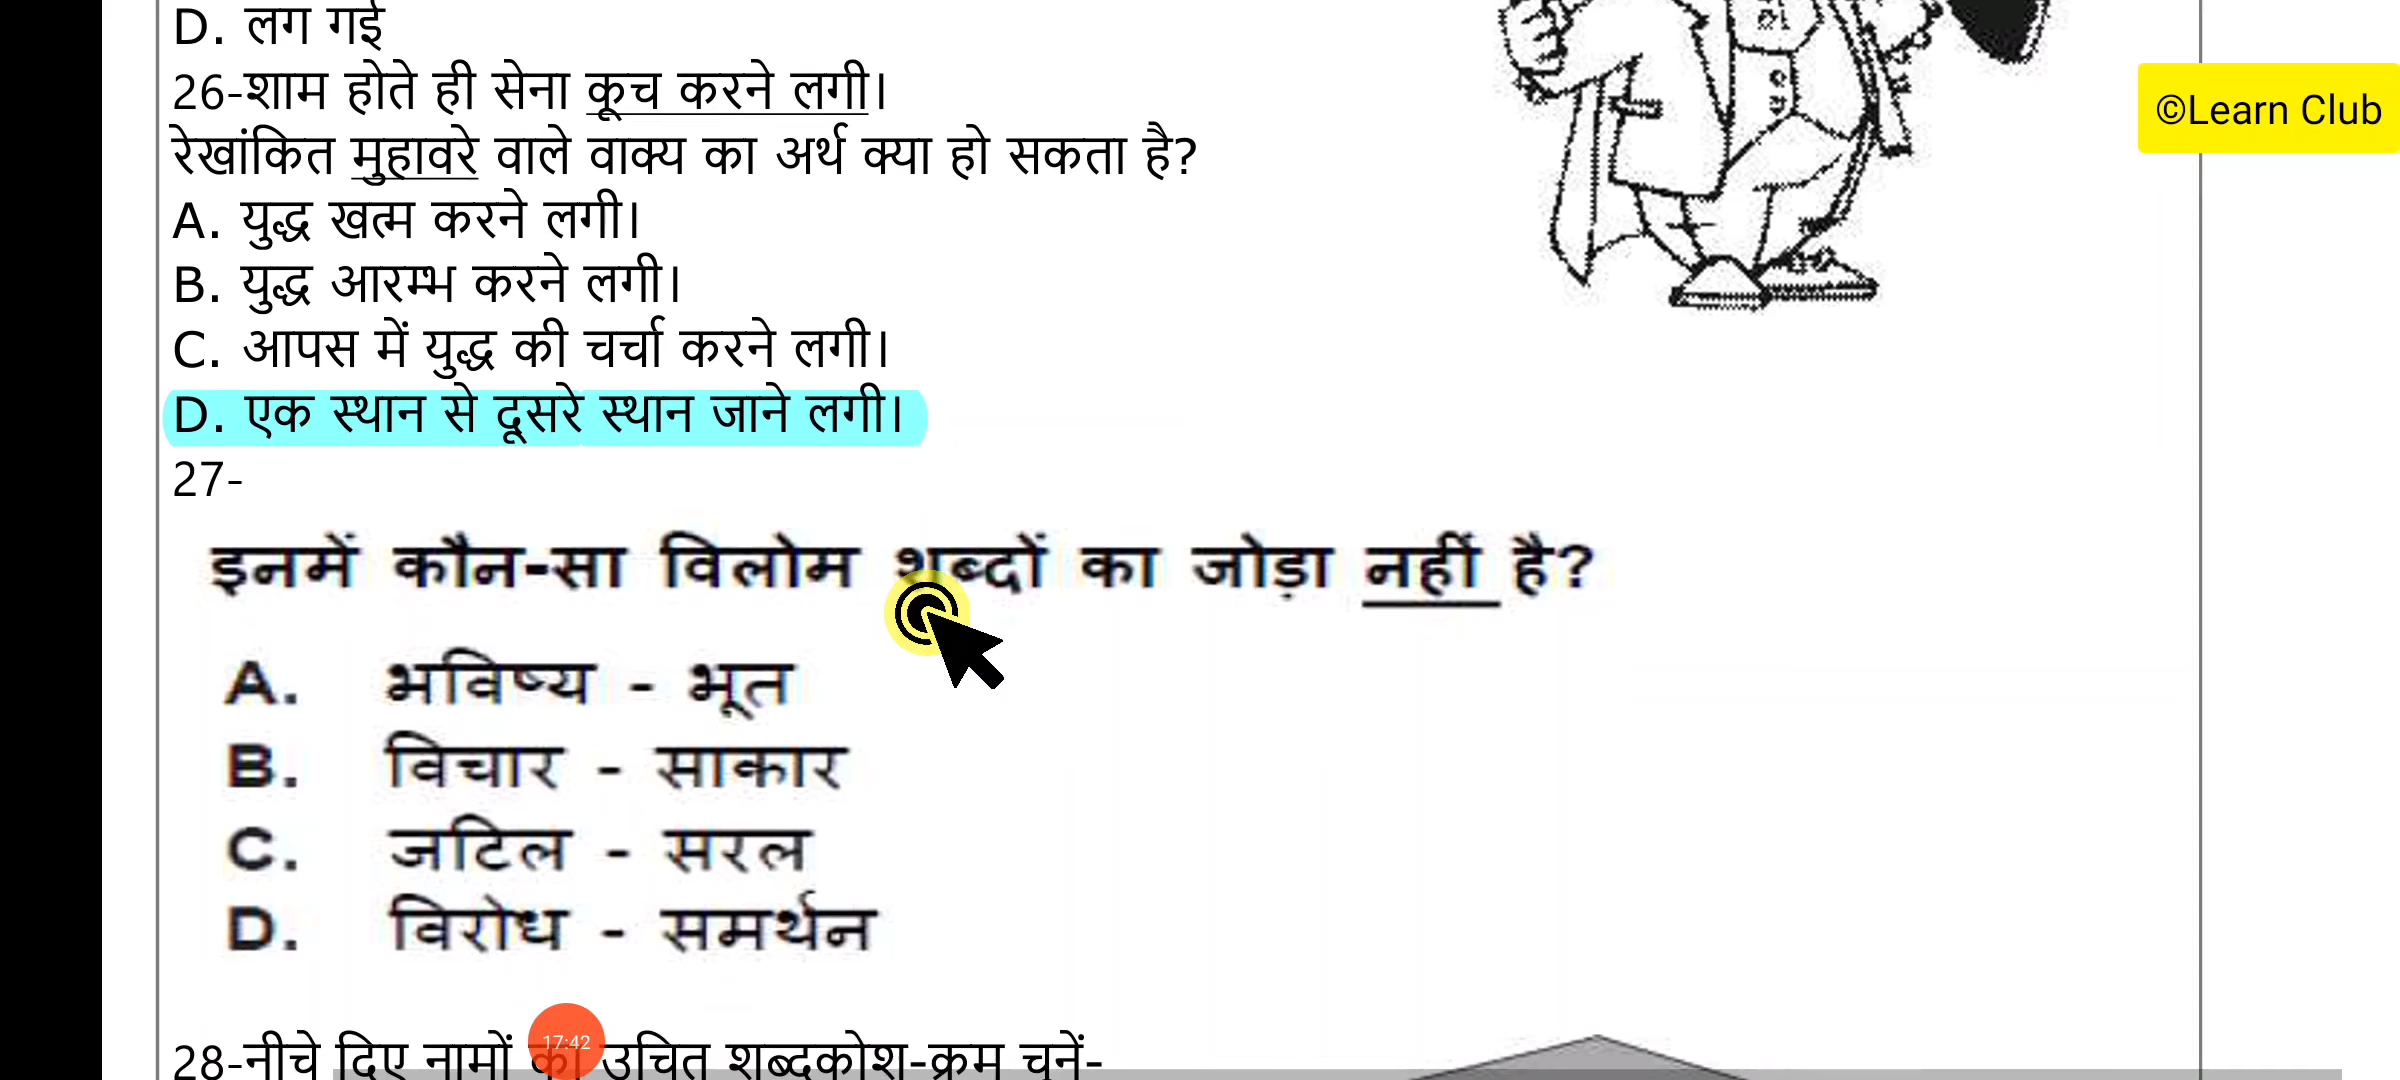 D. लग गई
26-शाम होते ही सेना कूच करने लगी।
©Learn Club
रेखांकित मुहावरे वाले वाक्य का अर्थ क्या हो सकता है?
A. युद्ध खत्म करने लगी।
B. युद्ध आरम्भ करने लगी।
C. आपस में युद्ध की चर्चा करने लगी।
D. एक स्थान से दूसरे स्थान जाने लगी।
27-
इनमें कौन-सा विलोम शब्दों का जोड़ा नहीं है?
A. भविष्य - भूत
B. विचार - साकार
C. जटिल - सरल
D. विरोध - समर्थन
17:42
28-नीचे दिए नामों का उचित शब्दकोश-क्रम चुनें-